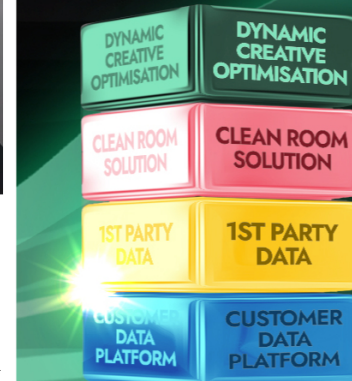 DYNAMIC
CREATIVE
OPTIMISATION
DYNAMIC
CREATIVE
OPTIMISATION
CLEAN ROOM
SOLUTION
CLEAN ROOM
SOLUTION
1ST PARTY
DATA
1ST PARTY
DATA
CUSTOMER
DATA
PLATFORM
CUSTOMER
DATA
PLATFORM